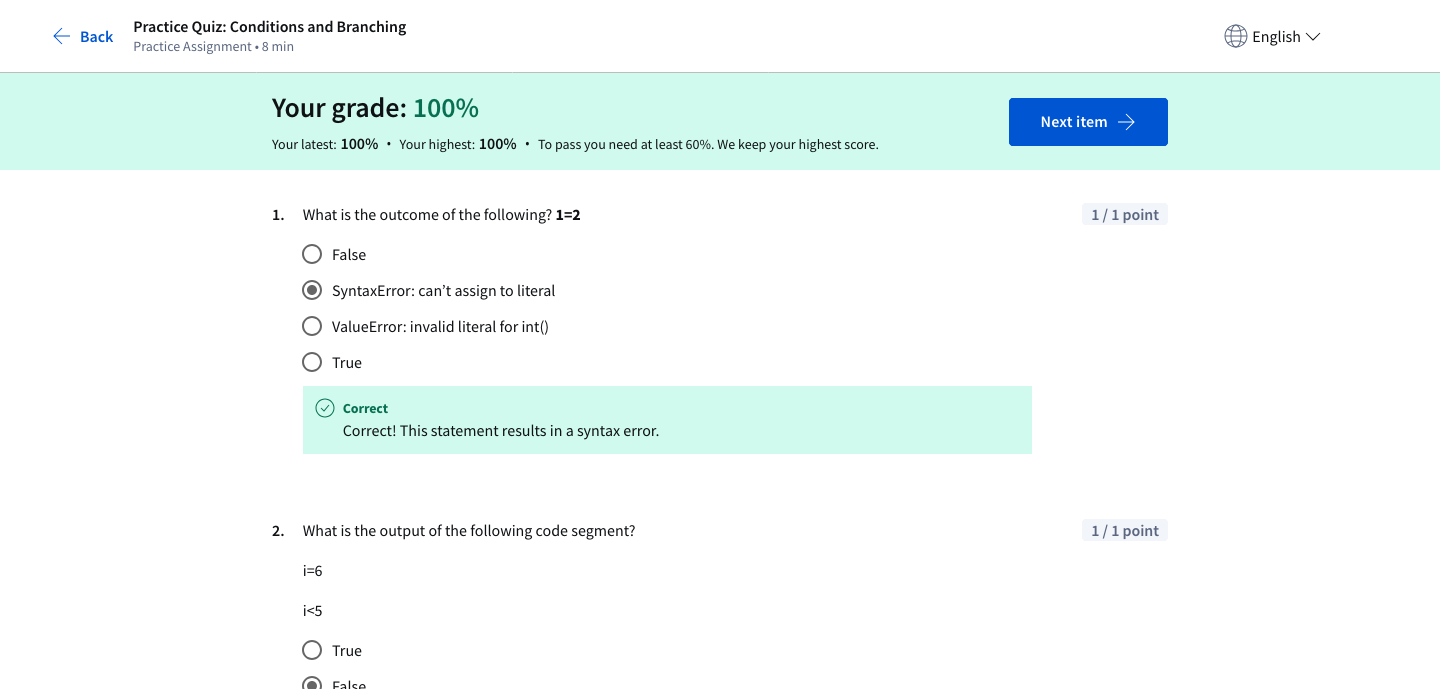 Back
Practice Quiz: Conditions and Branching
Practice Assignment • 8 min
English
Your grade: 100%
Your latest: 100% • Your highest: 100% • To pass you need at least 60%. We keep your highest score.
Next item
1. What is the outcome of the following? 1=2
1 / 1 point
False
SyntaxError: can’t assign to literal
ValueError: invalid literal for int()
True
Correct
Correct! This statement results in a syntax error.
2. What is the output of the following code segment?
1 / 1 point
i=6
i<5
True
False